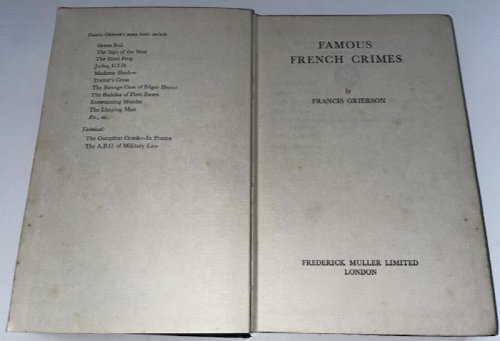 Francis Grierson's many books include
Green Evil
The Sign of the Nine
The Blind Frog
Madame Shadow
Traitor's Cross
The Strange Case of Edgar Heriot
The Buddha of Fleet Street
Entertaining Murder
The Limping Man
Etc., etc.
Technical:
The Compleat Crook—In France
The A.B.C. of Military Law
FAMOUS
FRENCH CRIMES
by
FRANCIS GRIERSON
FREDERICK MULLER LIMITED
LONDON